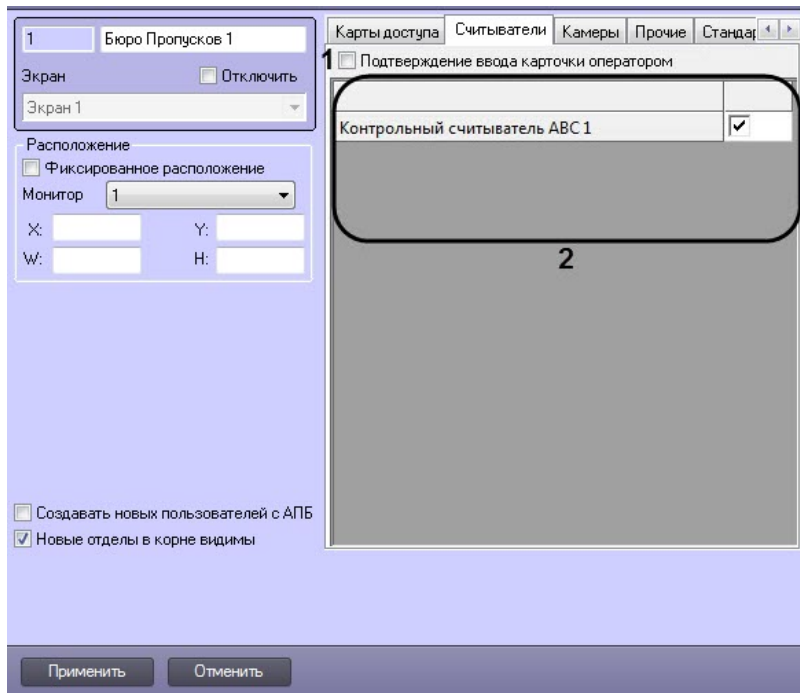 1
Бюро Пропусков 1
Экран
Отключить
Экран 1
Расположение
Фиксированное расположение
Монитор
1
X:
Y:
W:
H:
Создавать новых пользователей с АПБ
Новые отделы в корне видимы
Карты доступа
Считыватели
Камеры
Прочие
Стандар
1
Подтверждение ввода карточки оператором
Контрольный считыватель ABC 1
2
Применить
Отменить